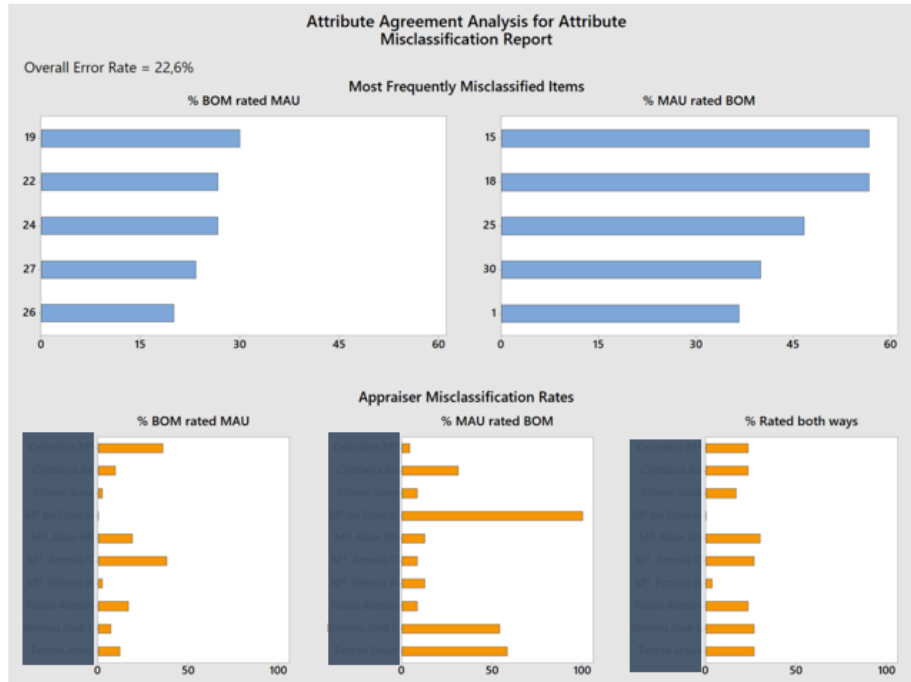 Attribute Agreement Analysis for Attribute
Misclassification Report
Overall Error Rate = 22,6%
Most Frequently Misclassified Items
% BOM rated MAU
19
22
24
27
26
0 15 30 45 60
% MAU rated BOM
15
18
25
30
1
0 15 30 45 60
Appraiser Misclassification Rates
% BOM rated MAU
0 50 100
% MAU rated BOM
0 50 100
% Rated both ways
0 50 100